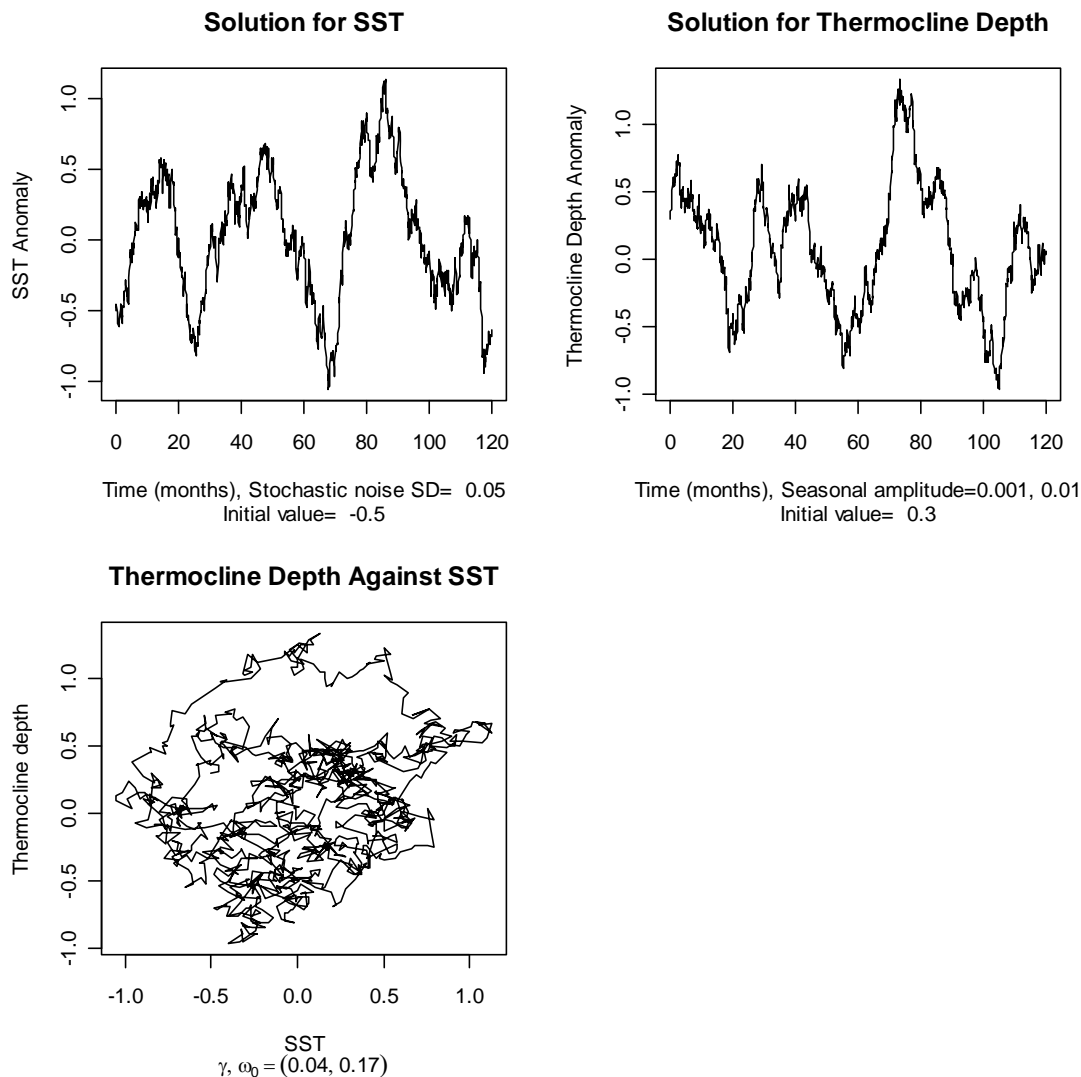 Solution for SST
SST Anomaly
1.0
0.5
0.0
-0.5
-1.0
0 20 40 60 80 100 120
Time (months), Stochastic noise SD= 0.05
Initial value= -0.5
Solution for Thermocline Depth
Thermocline Depth Anomaly
1.0
0.5
0.0
-0.5
-1.0
0 20 40 60 80 100 120
Time (months), Seasonal amplitude=0.001, 0.01
Initial value= 0.3
Thermocline Depth Against SST
Thermocline depth
1.0
0.5
0.0
-0.5
-1.0
-1.0 -0.5 0.0 0.5 1.0
SST
γ, ω₀ = (0.04, 0.17)